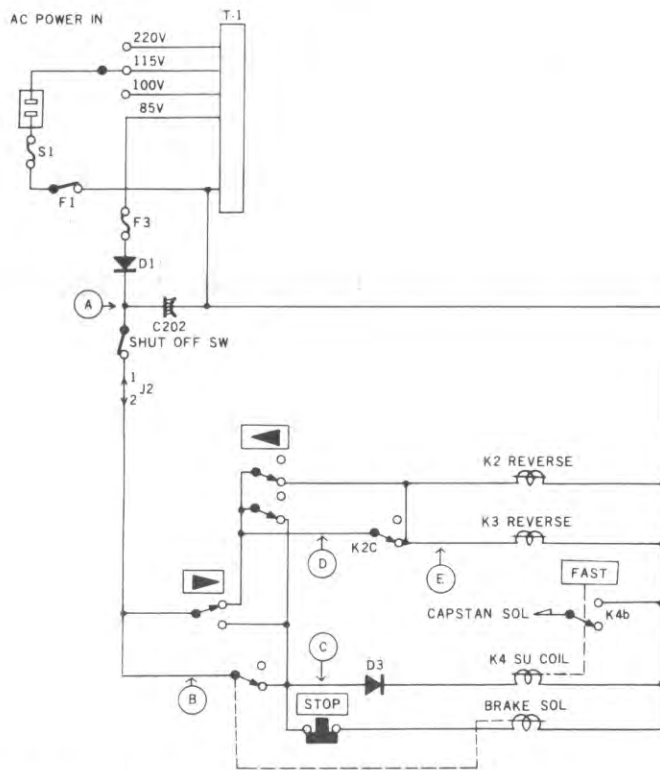 AC POWER IN
T-1
220V
115V
100V
85V
S1
F1
F3
D1
A
C202
SHUT OFF SW
1
J2
2
K2 REVERSE
K3 REVERSE
K2C
D
E
FAST
CAPSTAN SOL
K4b
C
D3
K4 SU COIL
B
STOP
BRAKE SOL